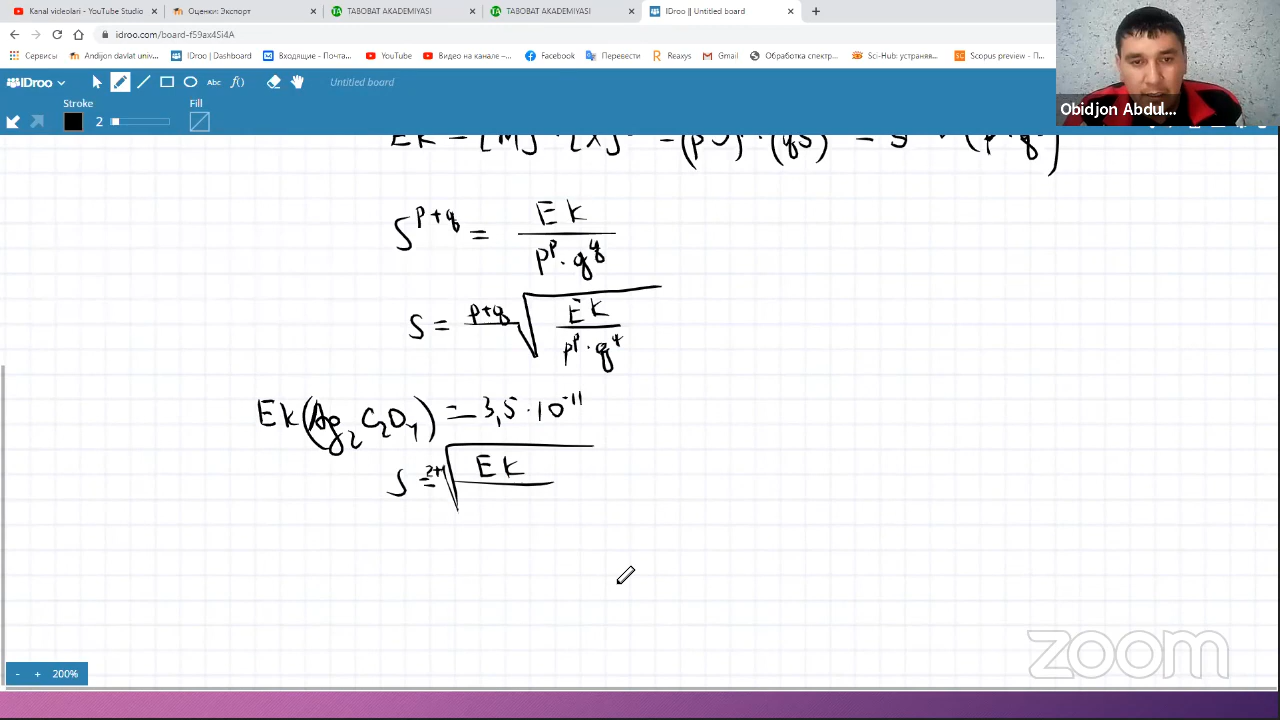 Kanal videolari - YouTube Studio
Оценки: Экспорт
TABOBAT AKADEMIYASI
TABOBAT AKADEMIYASI
IDroo || Untitled board
idroo.com/board-f59ax4Si4A
Сервисы
Andijon davlat univ...
IDroo | Dashboard
Входящие - Почта...
YouTube
Видео на канале –...
Facebook
Перевести
Reaxys
Gmail
Обработка спектр...
Sci-Hub: устраняя...
Scopus preview - П...
IDroo
Abc
f()
Untitled board
Stroke
2
Fill
Obidjon Abdul...
S^(p+q) = EK / p^p · q^q
S = ^(p+q)√(EK / p^p · q^q)
EK(Ag₂C₂O₄) = 3,5 · 10⁻¹¹
S = ^(2+1)√(EK
zoom
- + 200%